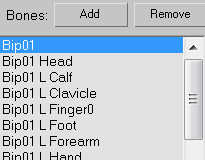 Bones: Add Remove
Bip01
Bip01 Head
Bip01 L Calf
Bip01 L Clavicle
Bip01 L Finger0
Bip01 L Foot
Bip01 L Forearm
Bip01 L Hand